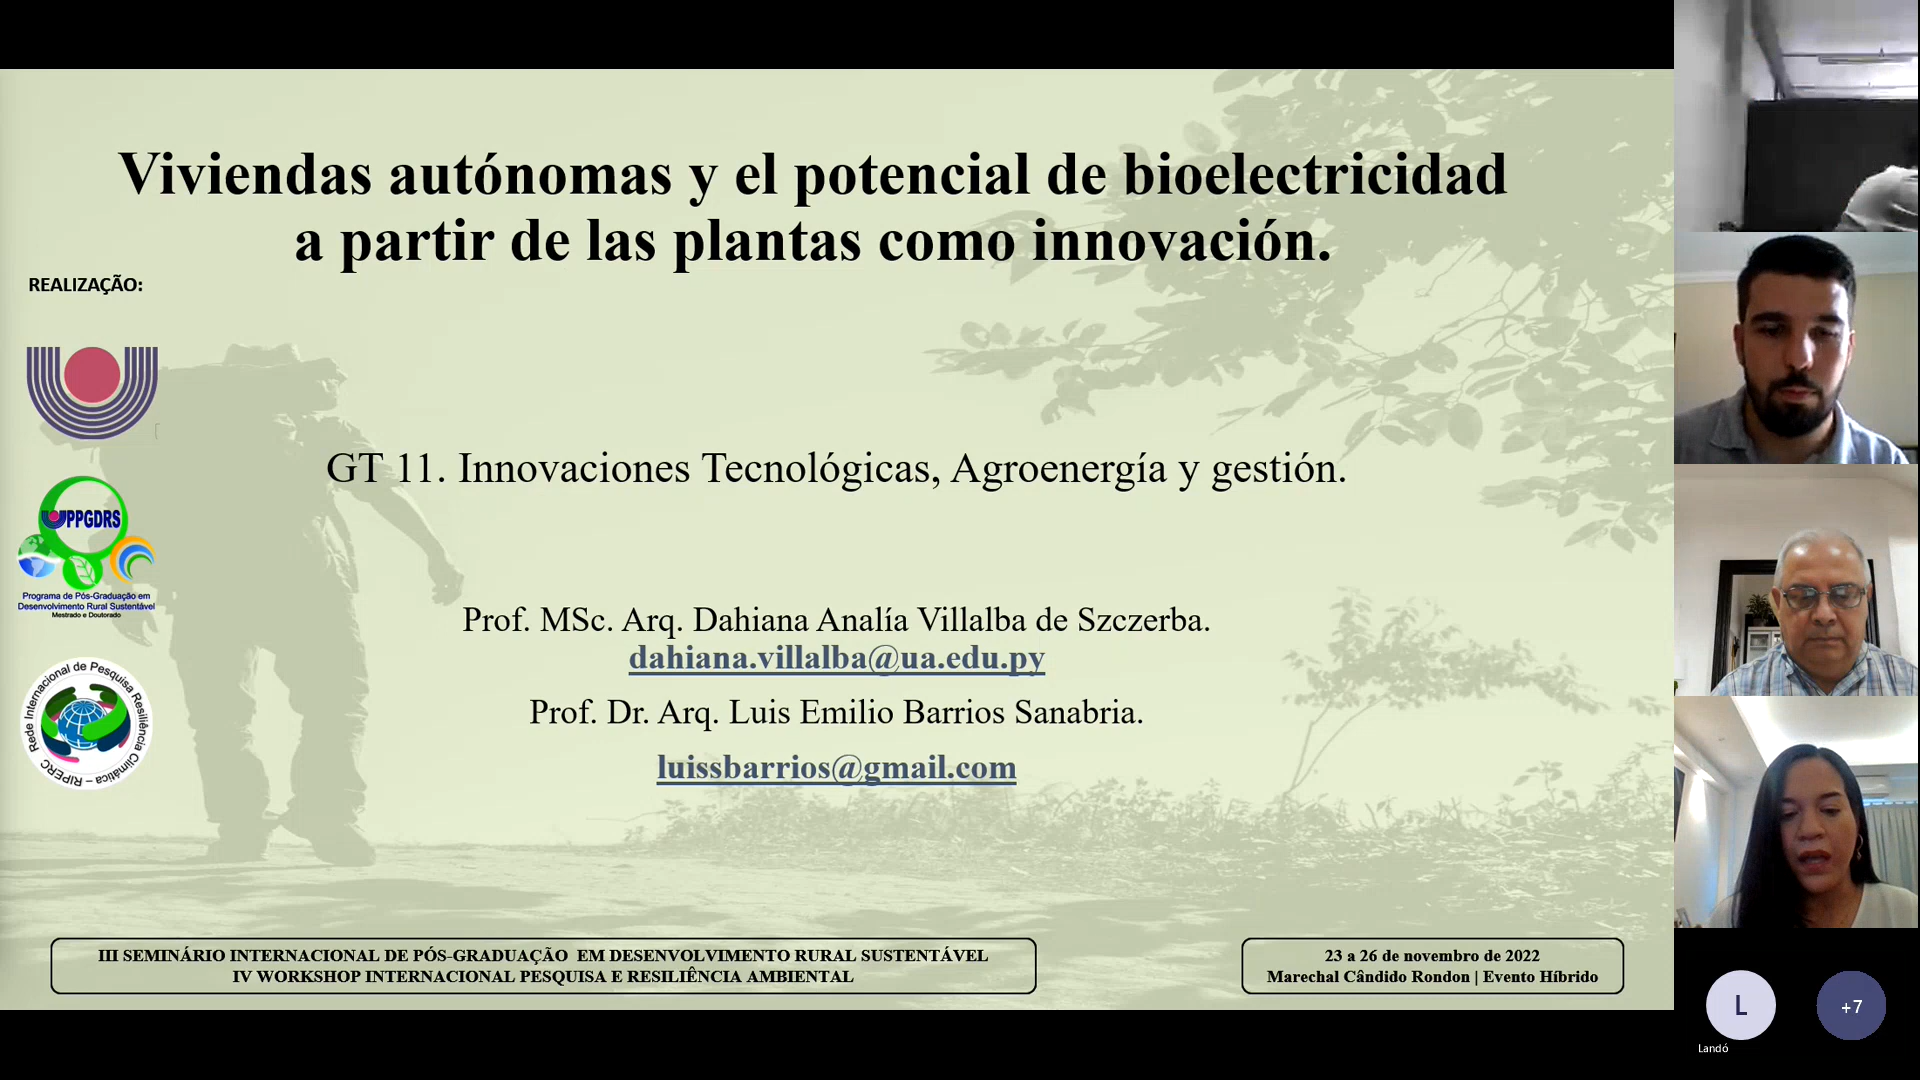 Viviendas autónomas y el potencial de bioelectricidad
a partir de las plantas como innovación.
REALIZAÇÃO:
GT 11. Innovaciones Tecnológicas, Agroenergía y gestión.
PPGDRS
Programa de Pós-Graduação em
Desenvolvimento Rural Sustentável
Mestrado e Doutorado
Prof. MSc. Arq. Dahiana Analía Villalba de Szczerba.
dahiana.villalba@ua.edu.py
Prof. Dr. Arq. Luis Emilio Barrios Sanabria.
luissbarrios@gmail.com
Rede Internacional de Pesquisa Resiliência Climática – RIPERC
III SEMINÁRIO INTERNACIONAL DE PÓS-GRADUAÇÃO EM DESENVOLVIMENTO RURAL SUSTENTÁVEL
IV WORKSHOP INTERNACIONAL PESQUISA E RESILIÊNCIA AMBIENTAL
23 a 26 de novembro de 2022
Marechal Cândido Rondon | Evento Híbrido
L
+7
Landó